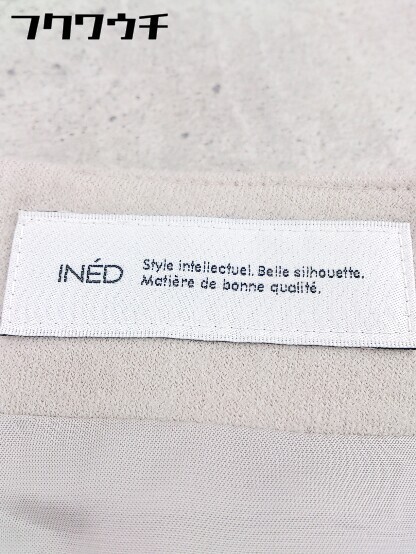 フクワウチ
INÉD
Style intellectuel. Belle silhouette.
Matière de bonne qualité.